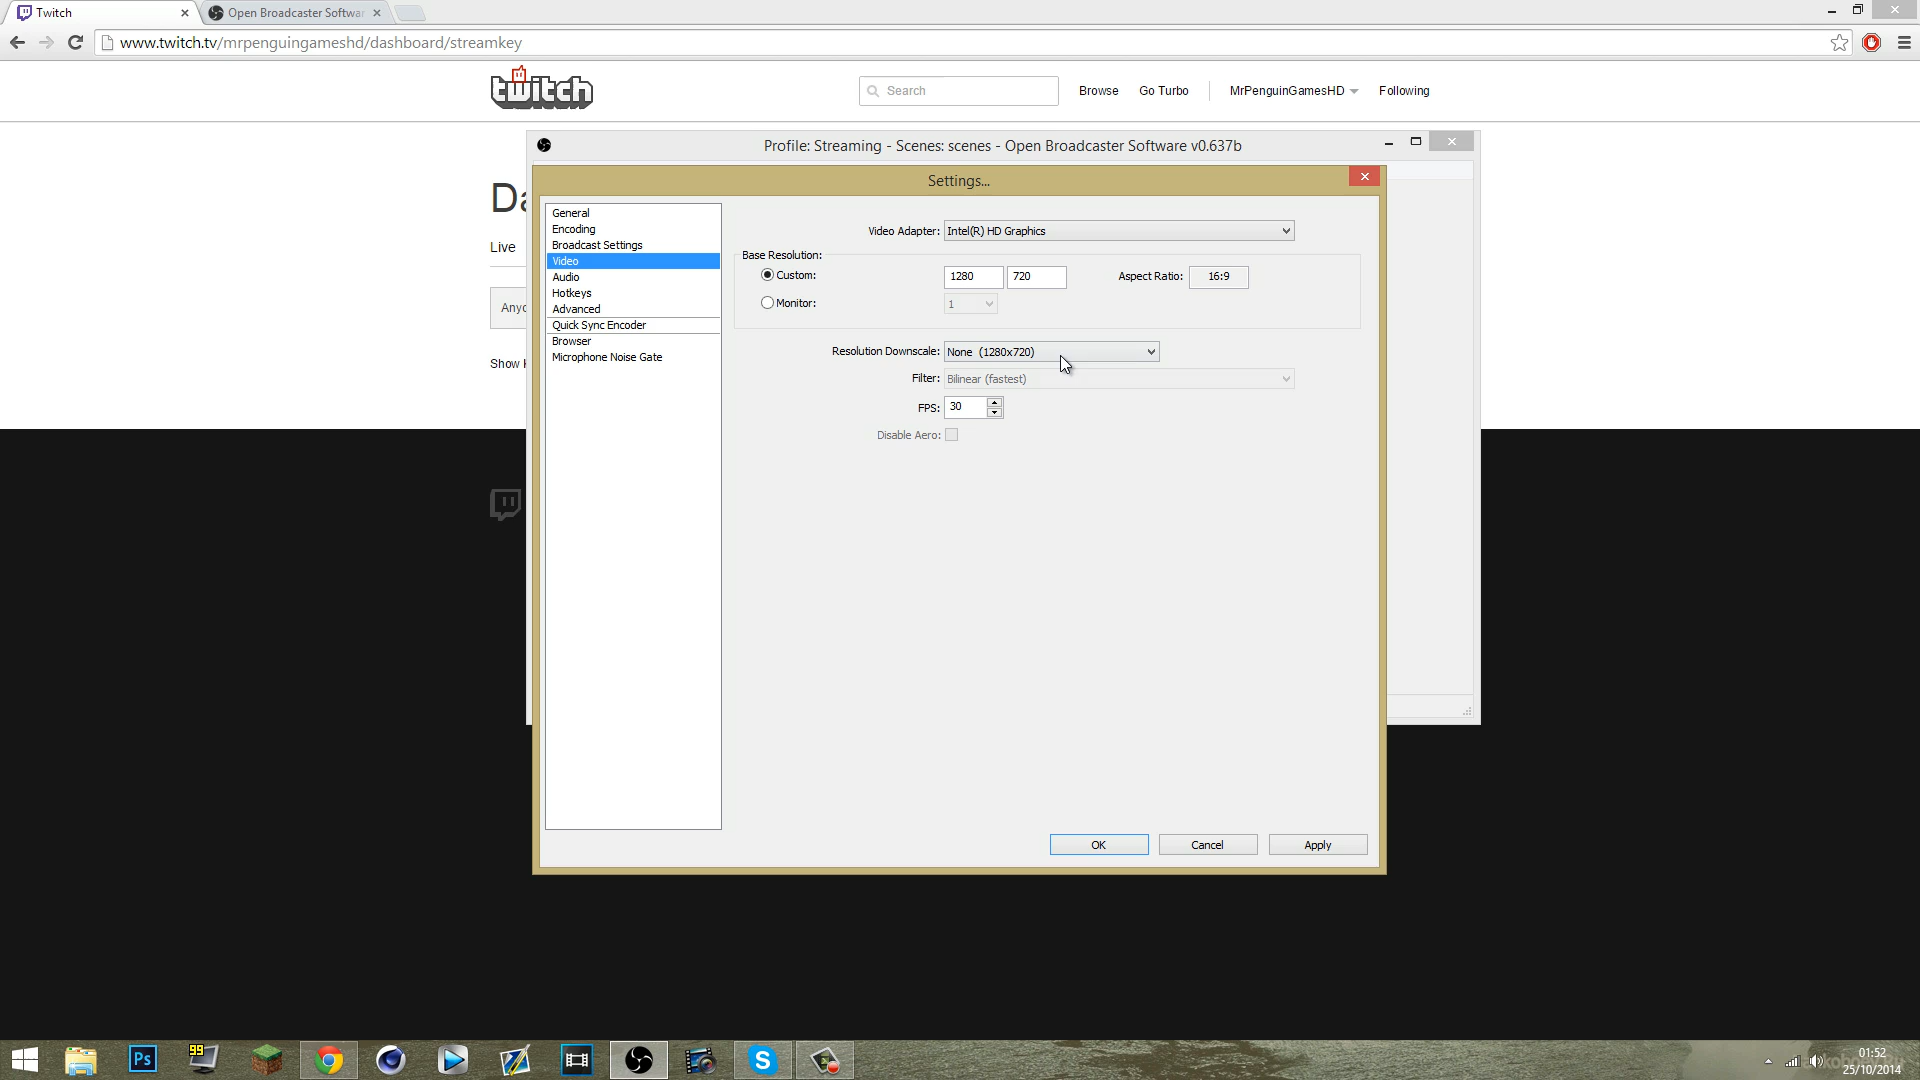 Twitch
Open Broadcaster Softwar
www.twitch.tv/mrpenguingameshd/dashboard/streamkey
twitch
Search
Browse
Go Turbo
MrPenguinGamesHD
Following
Profile: Streaming - Scenes: scenes - Open Broadcaster Software v0.637b
Da
Live
Anyo
Show
Settings...
General
Encoding
Broadcast Settings
Video
Audio
Hotkeys
Advanced
Quick Sync Encoder
Browser
Microphone Noise Gate
Video Adapter: Intel(R) HD Graphics
Base Resolution:
Custom: 1280 720 Aspect Ratio: 16:9
Monitor: 1
Resolution Downscale: None (1280x720)
Filter: Bilinear (fastest)
FPS: 30
Disable Aero:
OK Cancel Apply
Ps
99
01:52
25/10/2014